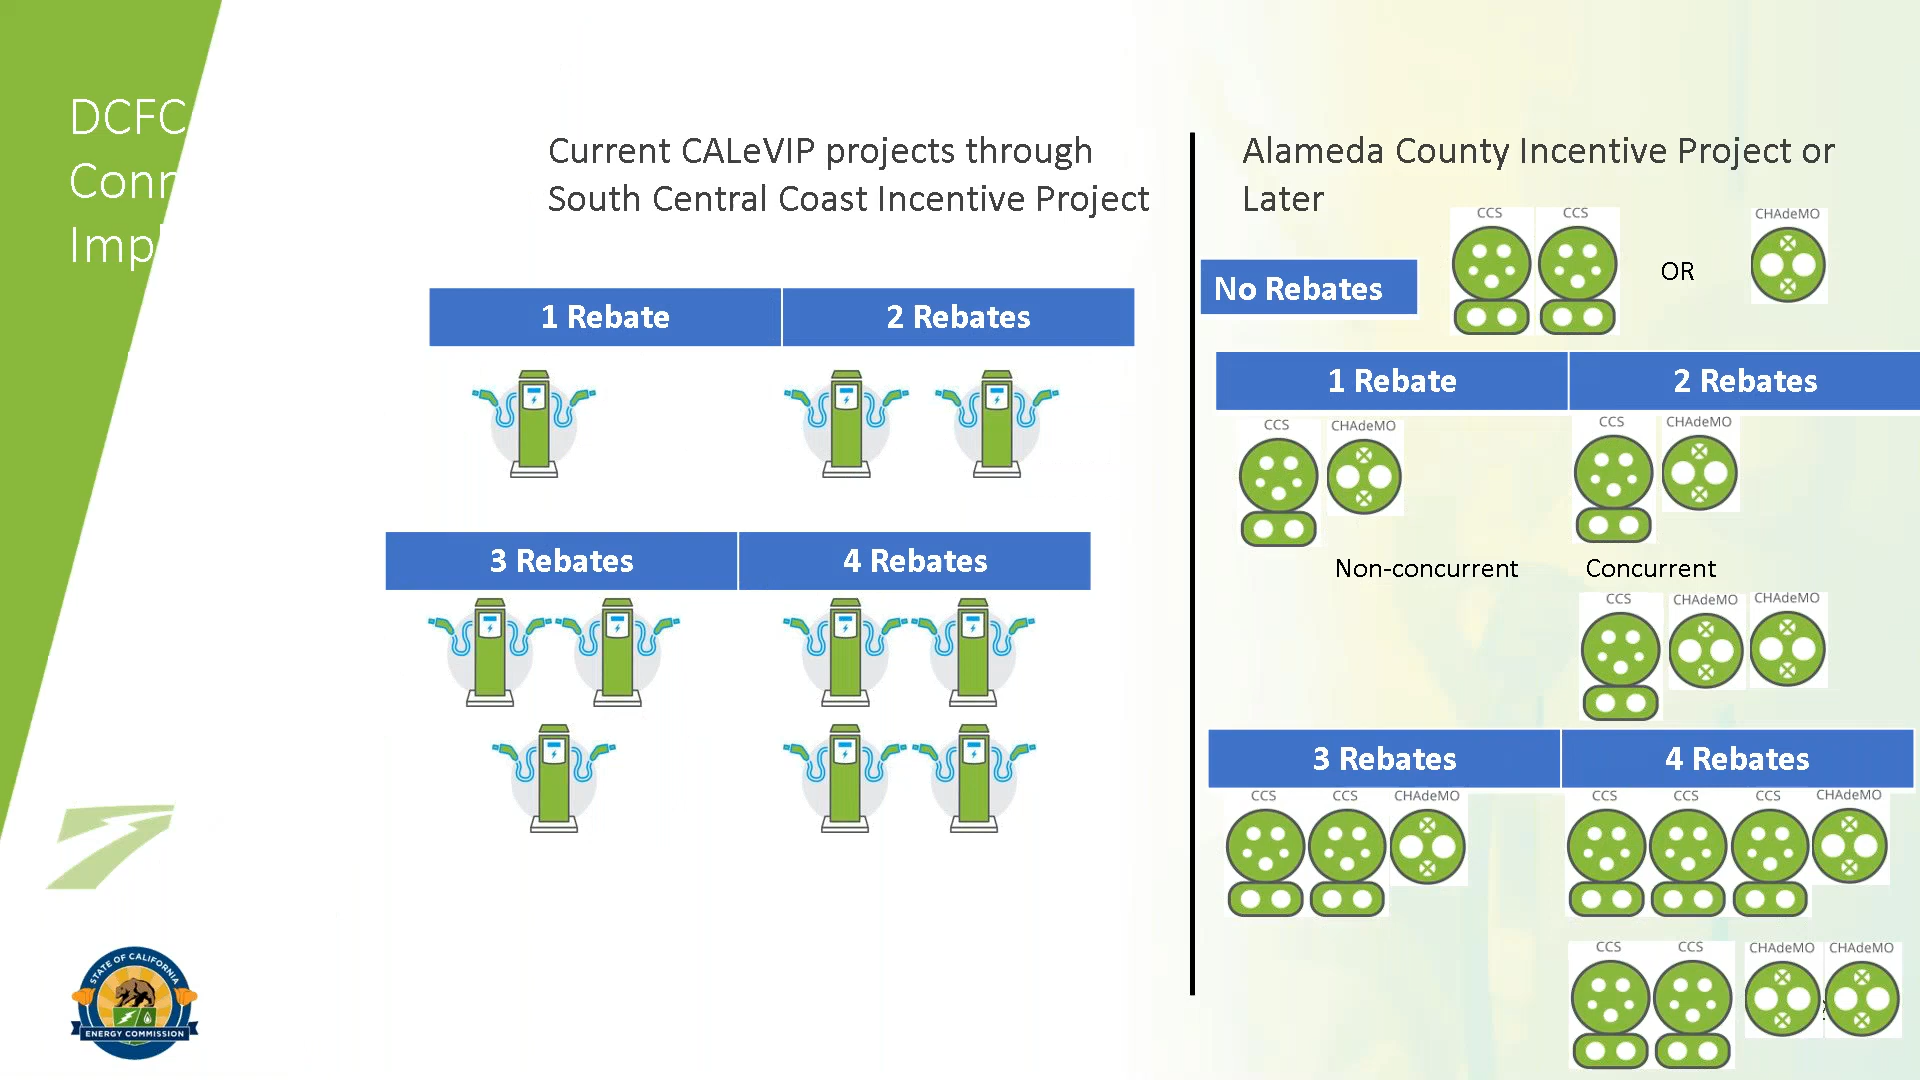 DCFC
Conn
Impl
Current CALeVIP projects through
South Central Coast Incentive Project
1 Rebate
2 Rebates
3 Rebates
4 Rebates
Alameda County Incentive Project or
Later
No Rebates
CCS
CCS
OR
CHAdeMO
1 Rebate
2 Rebates
CCS
CHAdeMO
CCS
CHAdeMO
Non-concurrent
Concurrent
CCS
CHAdeMO
CHAdeMO
3 Rebates
4 Rebates
CCS
CCS
CHAdeMO
CCS
CCS
CCS
CHAdeMO
CCS
CCS
CHAdeMO
CHAdeMO
STATE OF CALIFORNIA
ENERGY COMMISSION